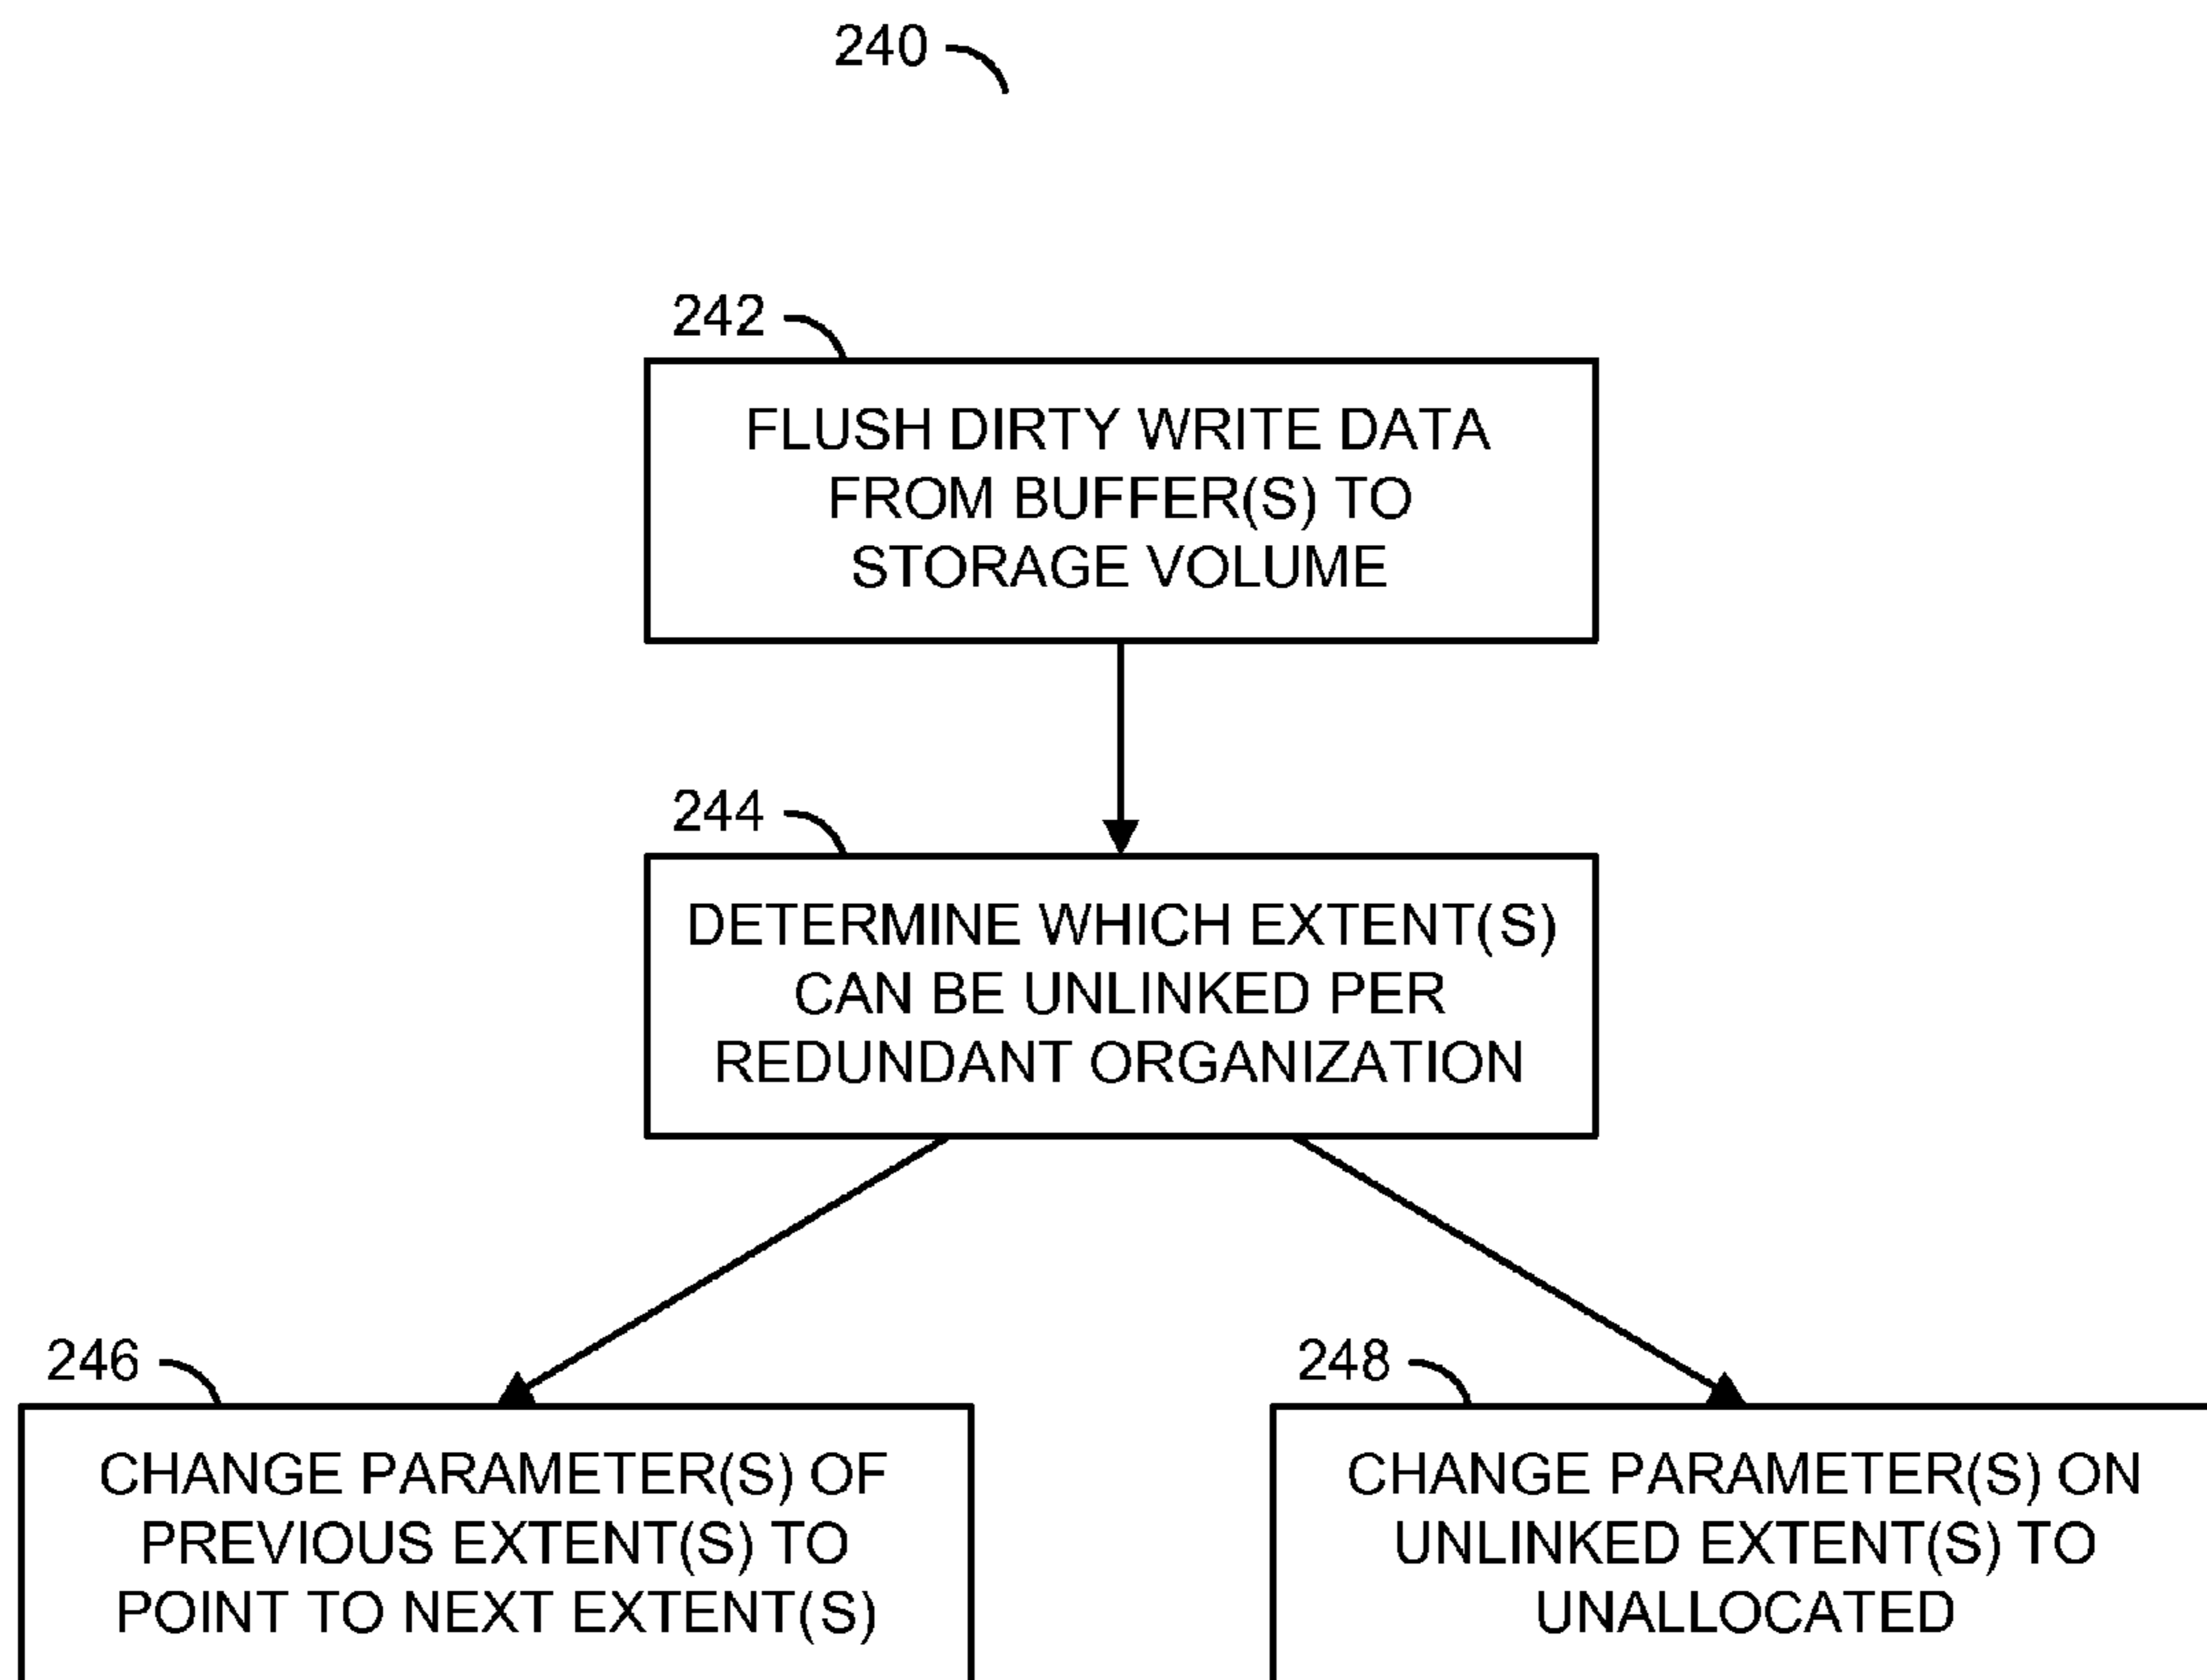 240
242
FLUSH DIRTY WRITE DATA
FROM BUFFER(S) TO
STORAGE VOLUME
244
DETERMINE WHICH EXTENT(S)
CAN BE UNLINKED PER
REDUNDANT ORGANIZATION
246
CHANGE PARAMETER(S) OF
PREVIOUS EXTENT(S) TO
POINT TO NEXT EXTENT(S)
248
CHANGE PARAMETER(S) ON
UNLINKED EXTENT(S) TO
UNALLOCATED